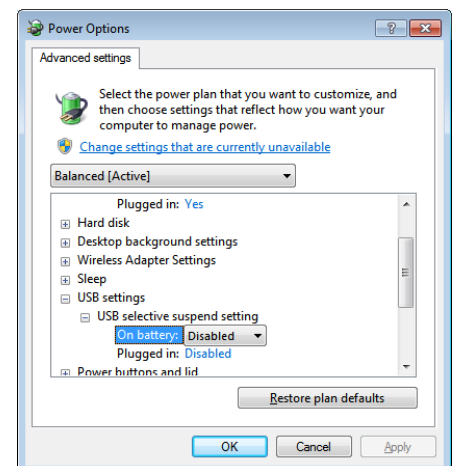 Power Options
Advanced settings
Select the power plan that you want to customize, and
then choose settings that reflect how you want your
computer to manage power.
Change settings that are currently unavailable
Balanced [Active]
Plugged in: Yes
Hard disk
Desktop background settings
Wireless Adapter Settings
Sleep
USB settings
USB selective suspend setting
On battery: Disabled
Plugged in: Disabled
Power buttons and lid
Restore plan defaults
OK Cancel Apply